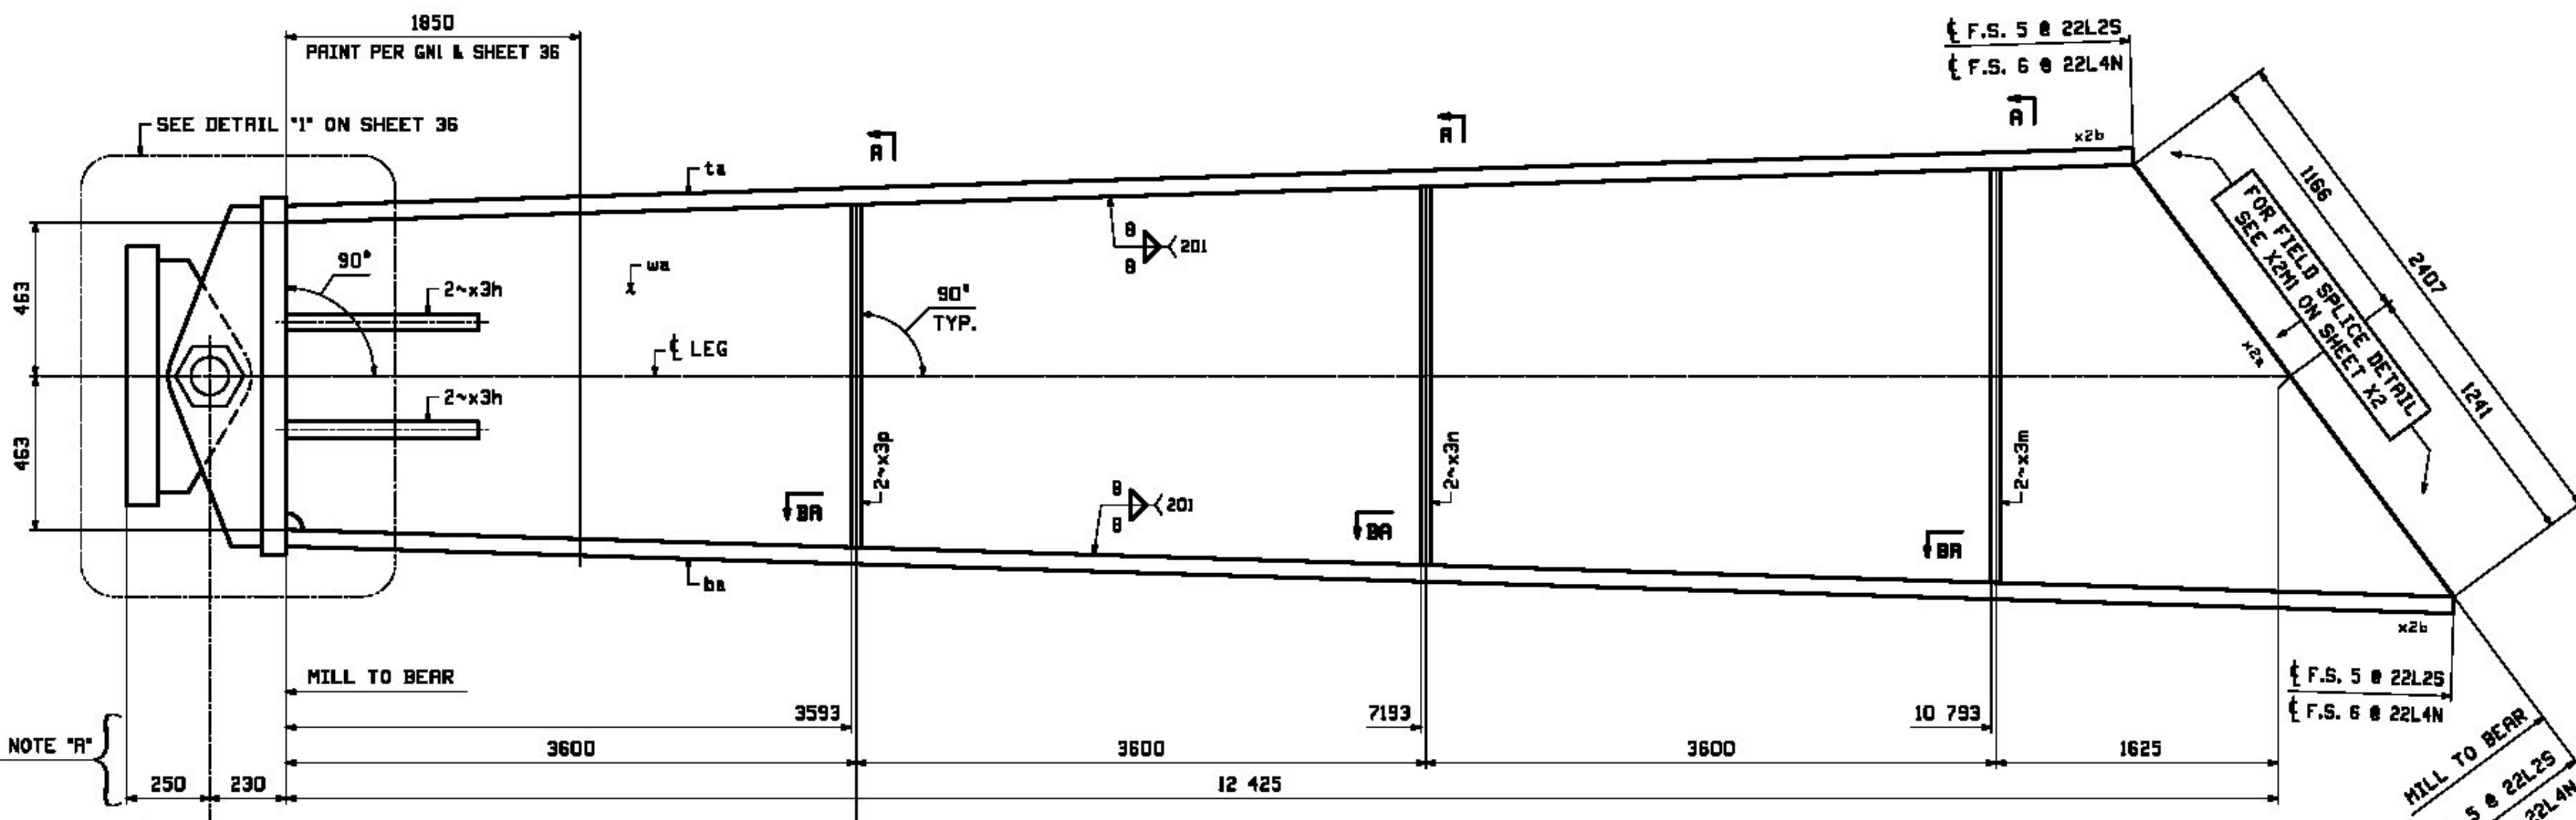 1850
PAINT PER GN1 & SHEET 36
℄ F.S. 5 @ 22L2S
℄ F.S. 6 @ 22L4N
SEE DETAIL "1" ON SHEET 36
A
A
A
x2b
ta
1166
2407
FOR FIELD SPLICE DETAIL
SEE X2M1 ON SHEET X2
463
90°
wa
8
8
201
2~x3h
90°
TYP.
℄ LEG
x2a
1241
463
2~x3h
2~x3p
2~x3n
2~x3m
8
8
201
BA
BA
BA
ba
x2b
MILL TO BEAR
℄ F.S. 5 @ 22L2S
℄ F.S. 6 @ 22L4N
3593
7193
10 793
NOTE "A"
3600
3600
3600
1625
250
230
12 425
MILL TO BEAR
5 @ 22L2S
22L4N